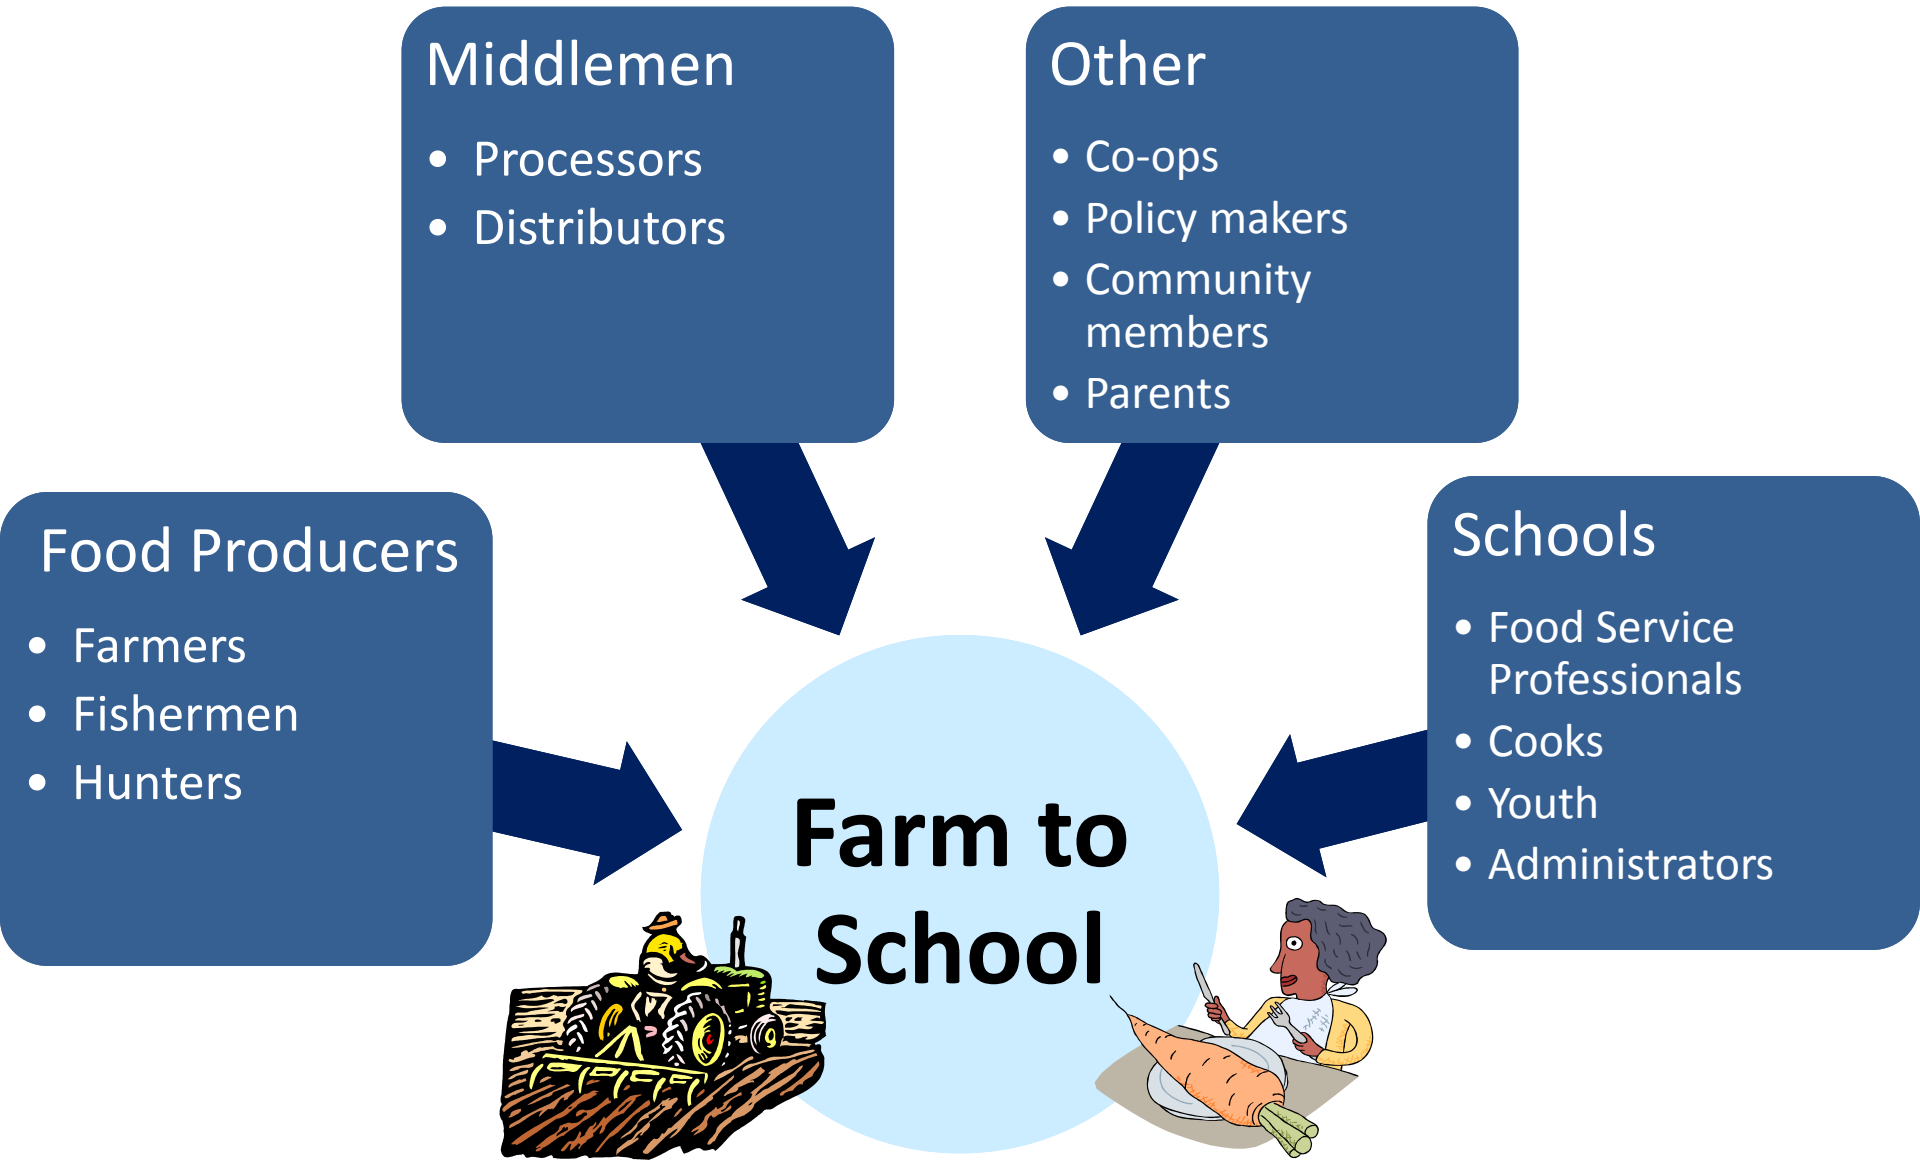 Middlemen
• Processors
• Distributors
Other
• Co-ops
• Policy makers
• Community
members
• Parents
Food Producers
• Farmers
• Fishermen
• Hunters
Schools
• Food Service
Professionals
• Cooks
• Youth
• Administrators
Farm to
School